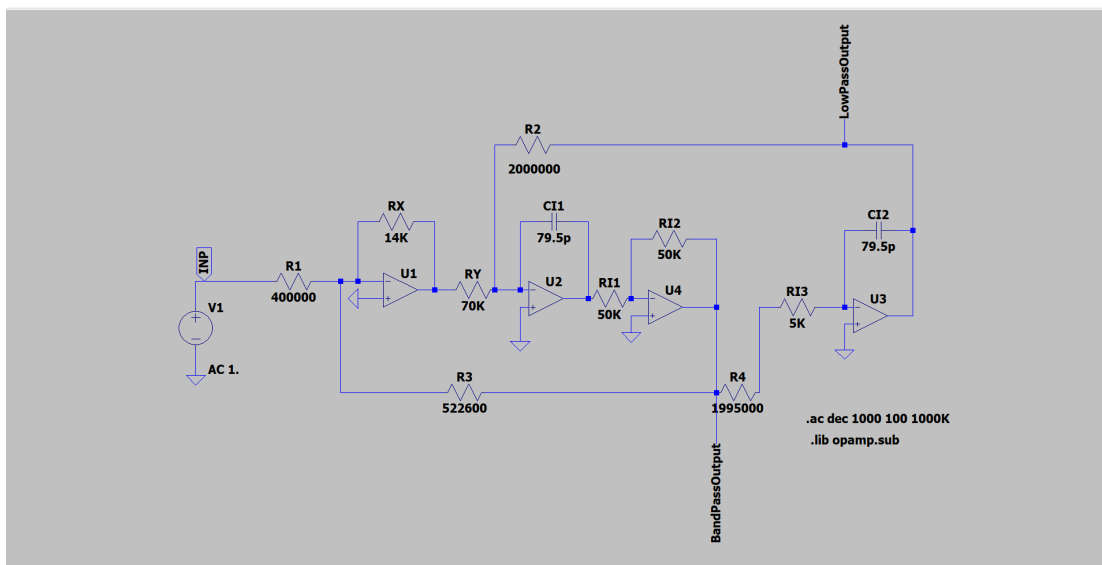 LowPassOutput
R2
2000000
RX
14K
CI1
79.5p
RI2
50K
CI2
79.5p
INP
R1
400000
U1
RY
70K
U2
RI1
50K
U4
RI3
5K
U3
V1
AC 1.
R3
522600
R4
1995000
.ac dec 1000 100 1000K
.lib opamp.sub
BandPassOutput